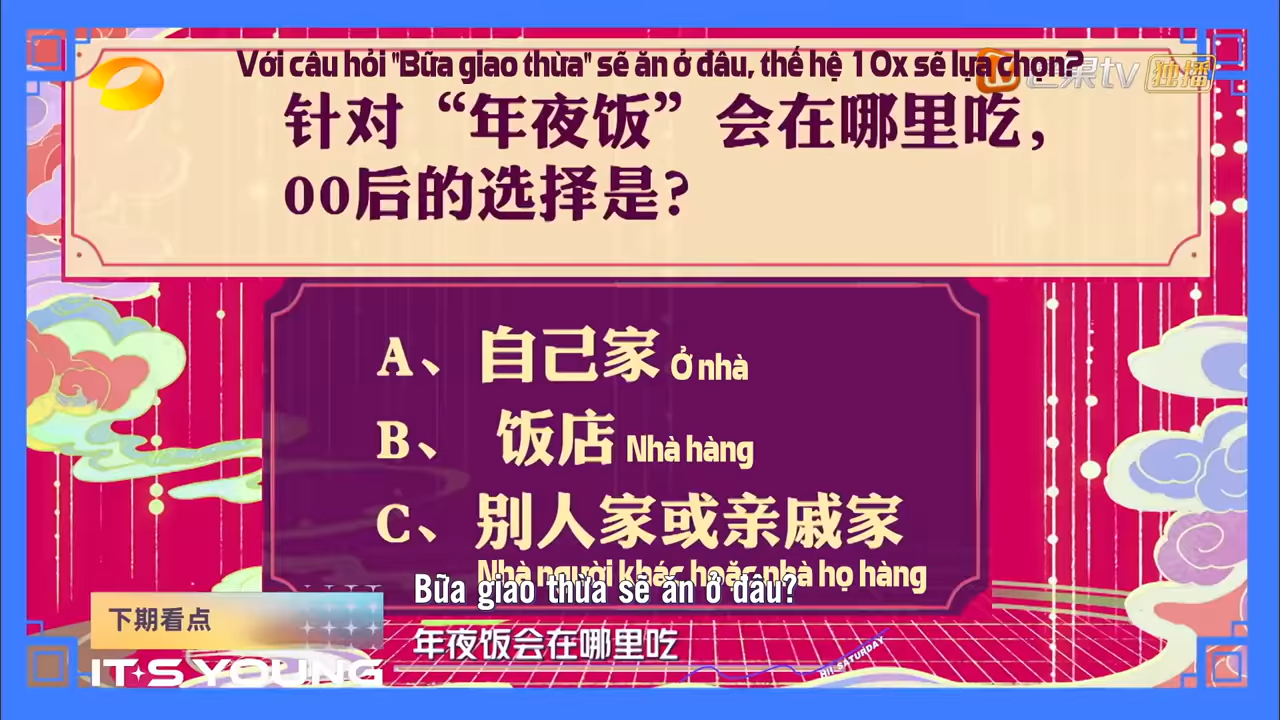 Với câu hỏi "Bữa giao thừa" sẽ ăn ở đâu, thế hệ 10x sẽ lựa chọn?
芒果tv 独播
针对“年夜饭”会在哪里吃，
00后的选择是？
A、自己家 Ở nhà
B、 饭店 Nhà hàng
C、别人家或亲戚家
Nhà người khác hoặc nhà họ hàng
Bữa giao thừa sẽ ăn ở đâu?
下期看点
年夜饭会在哪里吃
IT'S YOUNG
HI! SATURDAY